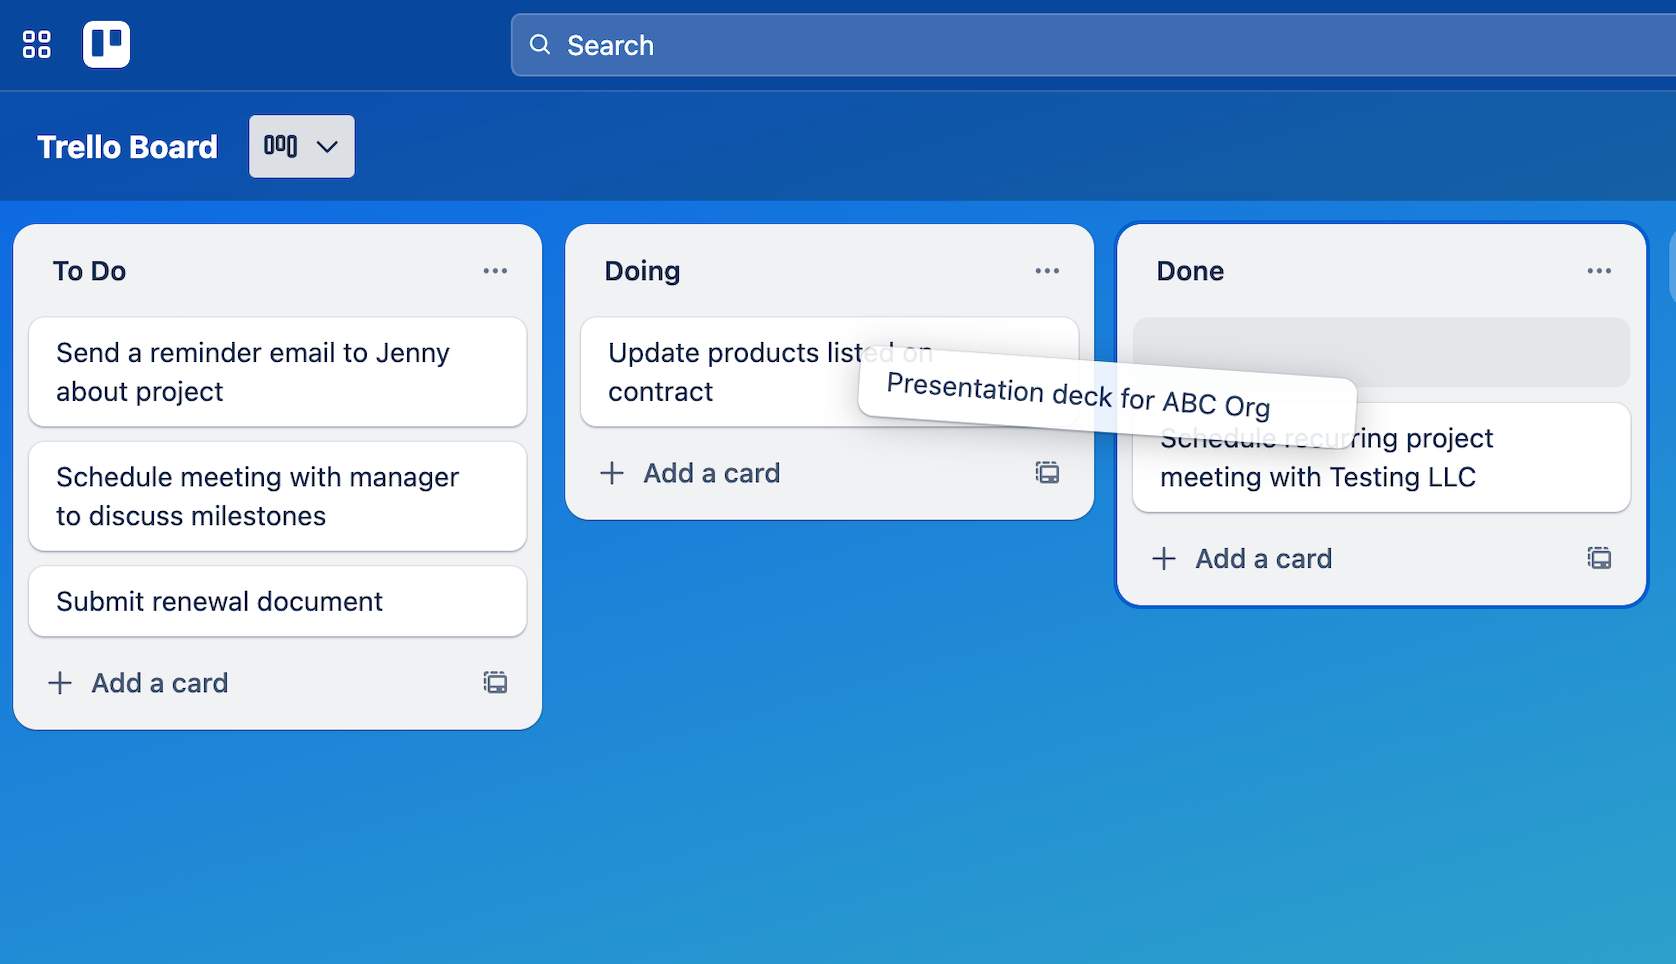 Search
Trello Board
To Do
Send a reminder email to Jenny
about project
Schedule meeting with manager
to discuss milestones
Submit renewal document
Add a card
Doing
Update products listed on
contract
Add a card
Presentation deck for ABC Org
Done
Schedule recurring project
meeting with Testing LLC
Add a card